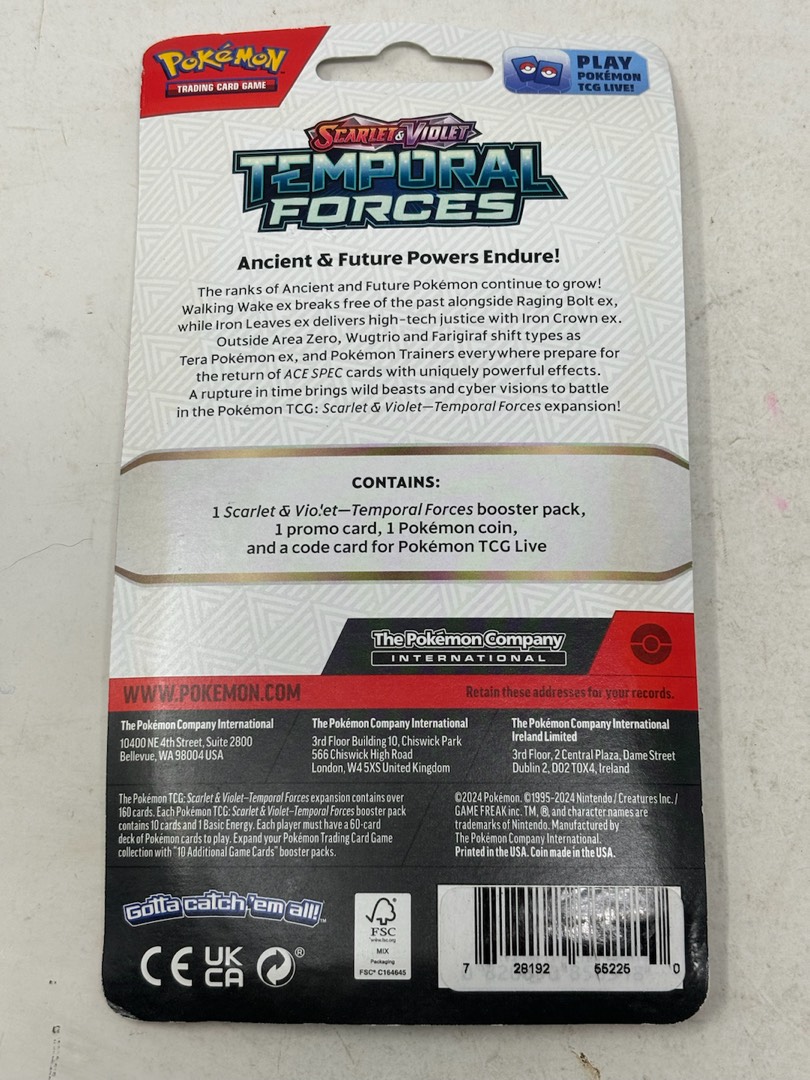 POKéMON
TRADING CARD GAME
PLAY
POKÉMON
TCG LIVE!
SCARLET & VIOLET
TEMPORAL
FORCES
Ancient & Future Powers Endure!
The ranks of Ancient and Future Pokémon continue to grow!
Walking Wake ex breaks free of the past alongside Raging Bolt ex,
while Iron Leaves ex delivers high-tech justice with Iron Crown ex.
Outside Area Zero, Wugtrio and Farigiraf shift types as
Tera Pokémon ex, and Pokémon Trainers everywhere prepare for
the return of ACE SPEC cards with uniquely powerful effects.
A rupture in time brings wild beasts and cyber visions to battle
in the Pokémon TCG: Scarlet & Violet—Temporal Forces expansion!
CONTAINS:
1 Scarlet & Violet—Temporal Forces booster pack,
1 promo card, 1 Pokémon coin,
and a code card for Pokémon TCG Live
The Pokémon Company
INTERNATIONAL
WWW.POKEMON.COM
Retain these addresses for your records.
The Pokémon Company International
10400 NE 4th Street, Suite 2800
Bellevue, WA 98004 USA
The Pokémon Company International
3rd Floor Building 10, Chiswick Park
566 Chiswick High Road
London, W4 5XS United Kingdom
The Pokémon Company International
Ireland Limited
3rd Floor, 2 Central Plaza, Dame Street
Dublin 2, D02 T0X4, Ireland
The Pokémon TCG: Scarlet & Violet–Temporal Forces expansion contains over
160 cards. Each Pokémon TCG: Scarlet & Violet–Temporal Forces booster pack
contains 10 cards and 1 Basic Energy. Each player must have a 60-card
deck of Pokémon cards to play. Expand your Pokémon Trading Card Game
collection with "10 Additional Game Cards" booster packs.
©2024 Pokémon. ©1995-2024 Nintendo / Creatures Inc. /
GAME FREAK inc. TM, ®, and character names are
trademarks of Nintendo. Manufactured by
The Pokémon Company International.
Printed in the USA. Coin made in the USA.
Gotta catch 'em all!™
CE UK
CA ®
FSC
www.fsc.org
MIX
Packaging
FSC® C164645
7 28192 55225 0